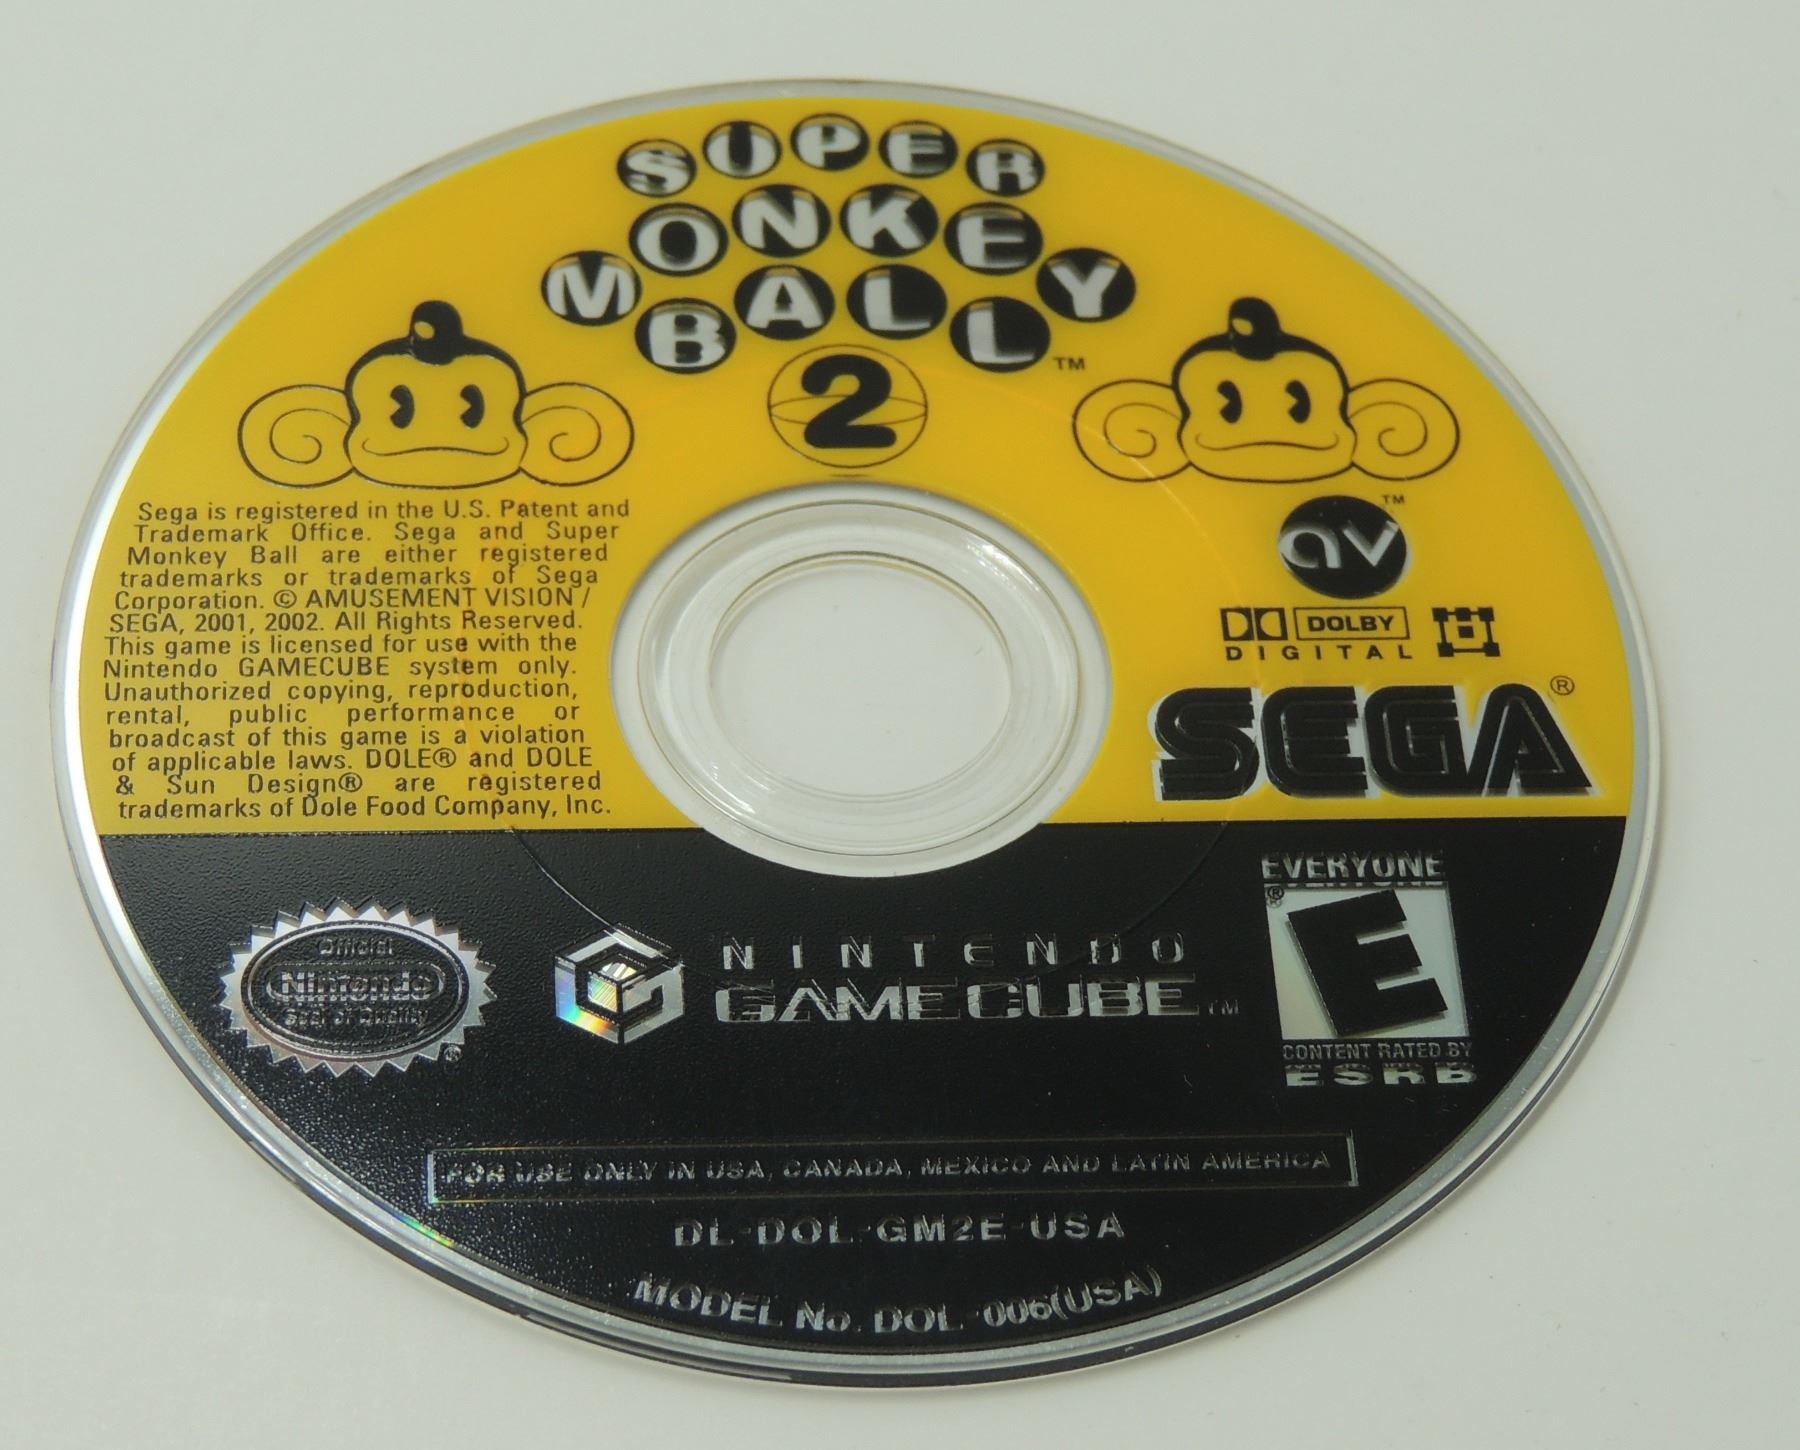 SUPER
MONKEY
BALL™
2
Sega is registered in the U.S. Patent and
Trademark Office. Sega and Super
Monkey Ball are either registered
trademarks or trademarks of Sega
Corporation. © AMUSEMENT VISION /
SEGA, 2001, 2002. All Rights Reserved.
This game is licensed for use with the
Nintendo GAMECUBE system only.
Unauthorized copying, reproduction,
rental, public performance or
broadcast of this game is a violation
of applicable laws. DOLE® and DOLE
& Sun Design® are registered
trademarks of Dole Food Company, Inc.
av™
DOLBY
DIGITAL
SEGA®
Official
Nintendo
Seal of Quality
®
NINTENDO
GAMECUBE™
EVERYONE
®
E
CONTENT RATED BY
ESRB
FOR USE ONLY IN USA, CANADA, MEXICO AND LATIN AMERICA
DL-DOL-GM2E-USA
MODEL No. DOL-006(USA)